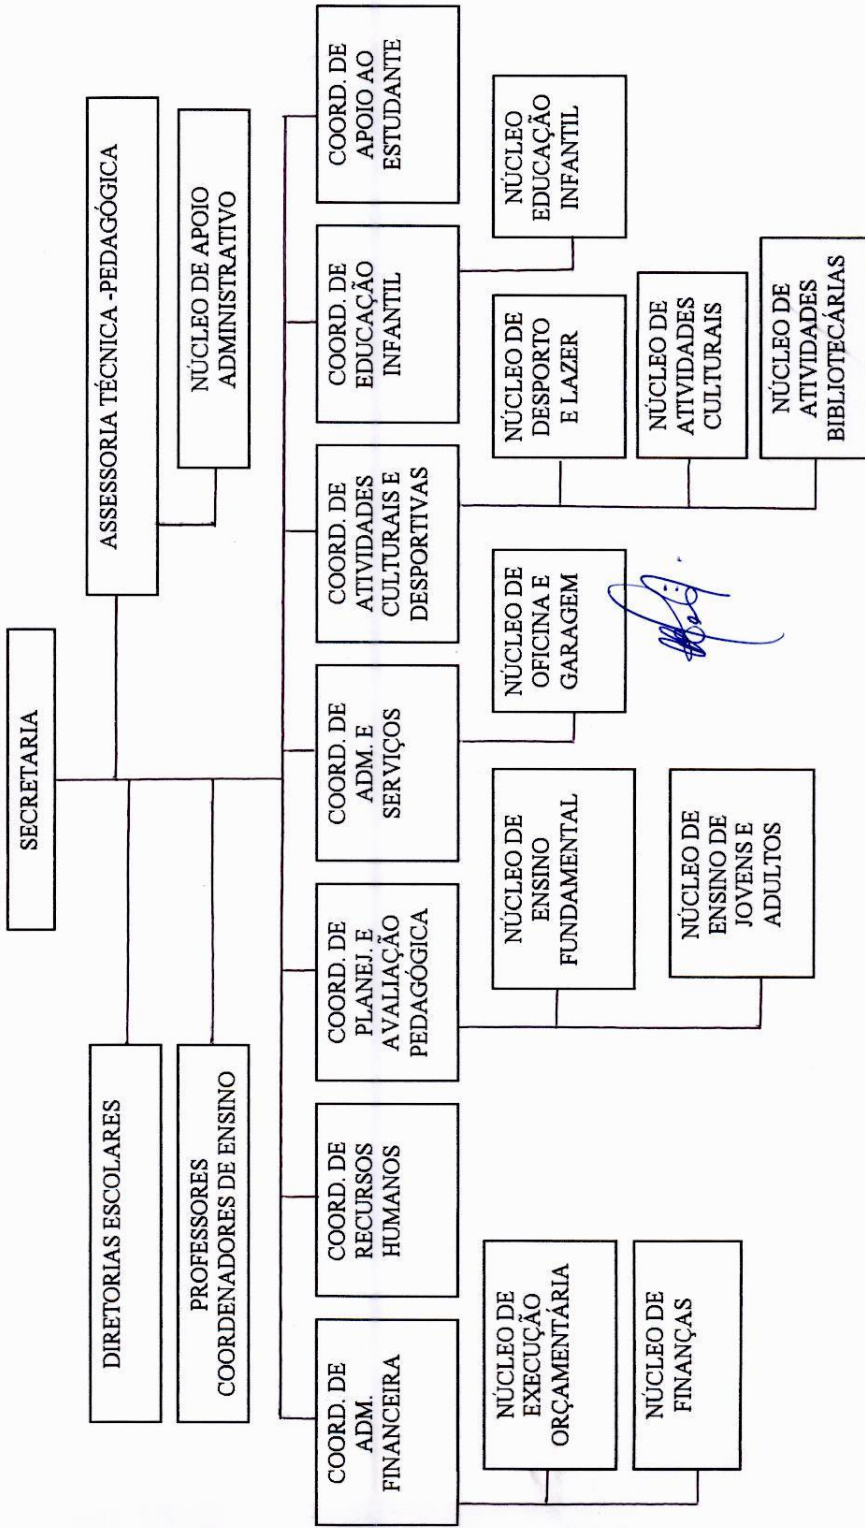 SECRETARIA
ASSESSORIA TÉCNICA -PEDAGÓGICA
NÚCLEO DE APOIO
ADMINISTRATIVO
DIRETORIAS ESCOLARES
PROFESSORES
COORDENADORES DE ENSINO
COORD. DE
ADM.
FINANCEIRA
COORD. DE
RECURSOS
HUMANOS
COORD. DE
PLANEJ. E
AVALIAÇÃO
PEDAGÓGICA
COORD. DE
ADM. E
SERVIÇOS
COORD. DE
ATIVIDADES
CULTURAIS E
DESPORTIVAS
COORD. DE
EDUCAÇÃO
INFANTIL
COORD. DE
APOIO AO
ESTUDANTE
NÚCLEO DE
EXECUÇÃO
ORÇAMENTÁRIA
NÚCLEO DE
FINANÇAS
NÚCLEO DE
ENSINO
FUNDAMENTAL
NÚCLEO DE
ENSINO DE
JOVENS E
ADULTOS
NÚCLEO DE
OFICINA E
GARAGEM
NÚCLEO DE
DESPORTO
E LAZER
NÚCLEO DE
ATIVIDADES
CULTURAIS
NÚCLEO DE
ATIVIDADES
BIBLIOTECÁRIAS
NÚCLEO
EDUCAÇÃO
INFANTIL